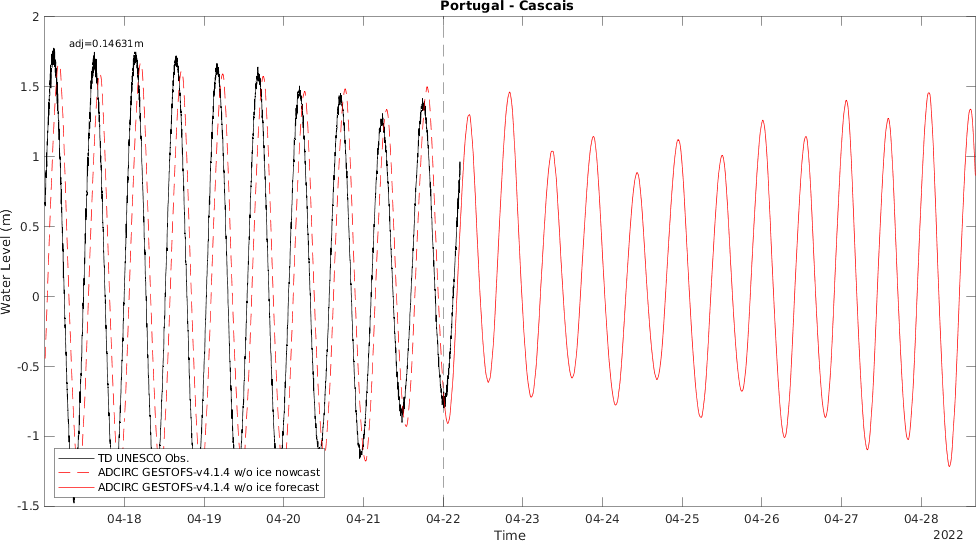 Portugal - Cascais
adj=0.14631m
2
1.5
1
0.5
0
-0.5
-1
-1.5
Water Level (m)
TD UNESCO Obs.
ADCIRC GESTOFS-v4.1.4 w/o ice nowcast
ADCIRC GESTOFS-v4.1.4 w/o ice forecast
04-18 04-19 04-20 04-21 04-22 04-23 04-24 04-25 04-26 04-27 04-28
Time
2022